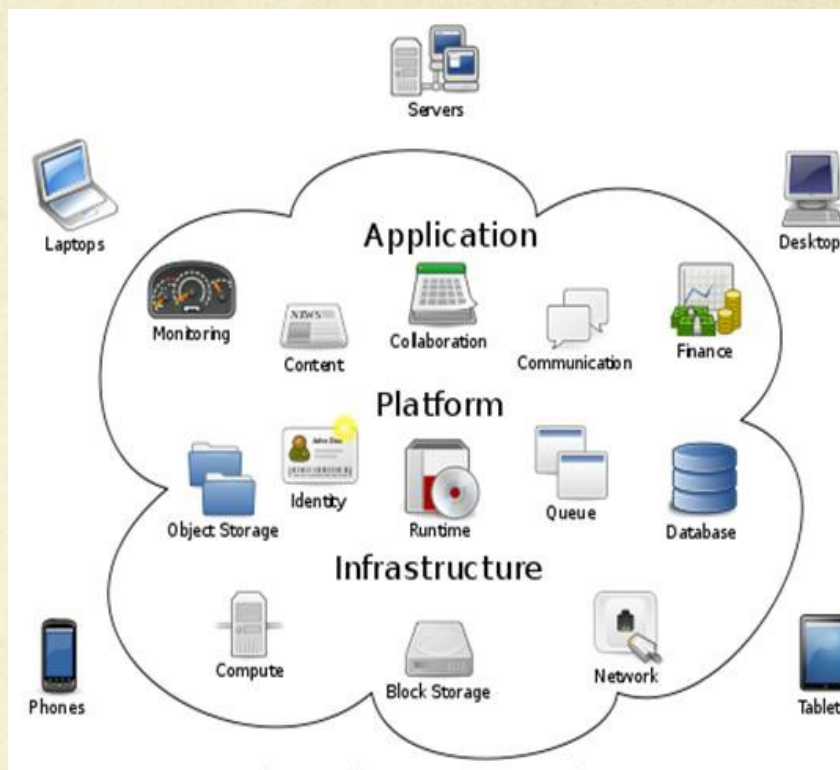 Servers
Laptops
Desktop
Application
Monitoring
Content
Collaboration
Communication
Finance
NEWS
Platform
Object Storage
Identity
Runtime
Queue
Database
Infrastructure
Compute
Block Storage
Network
Phones
Tablet